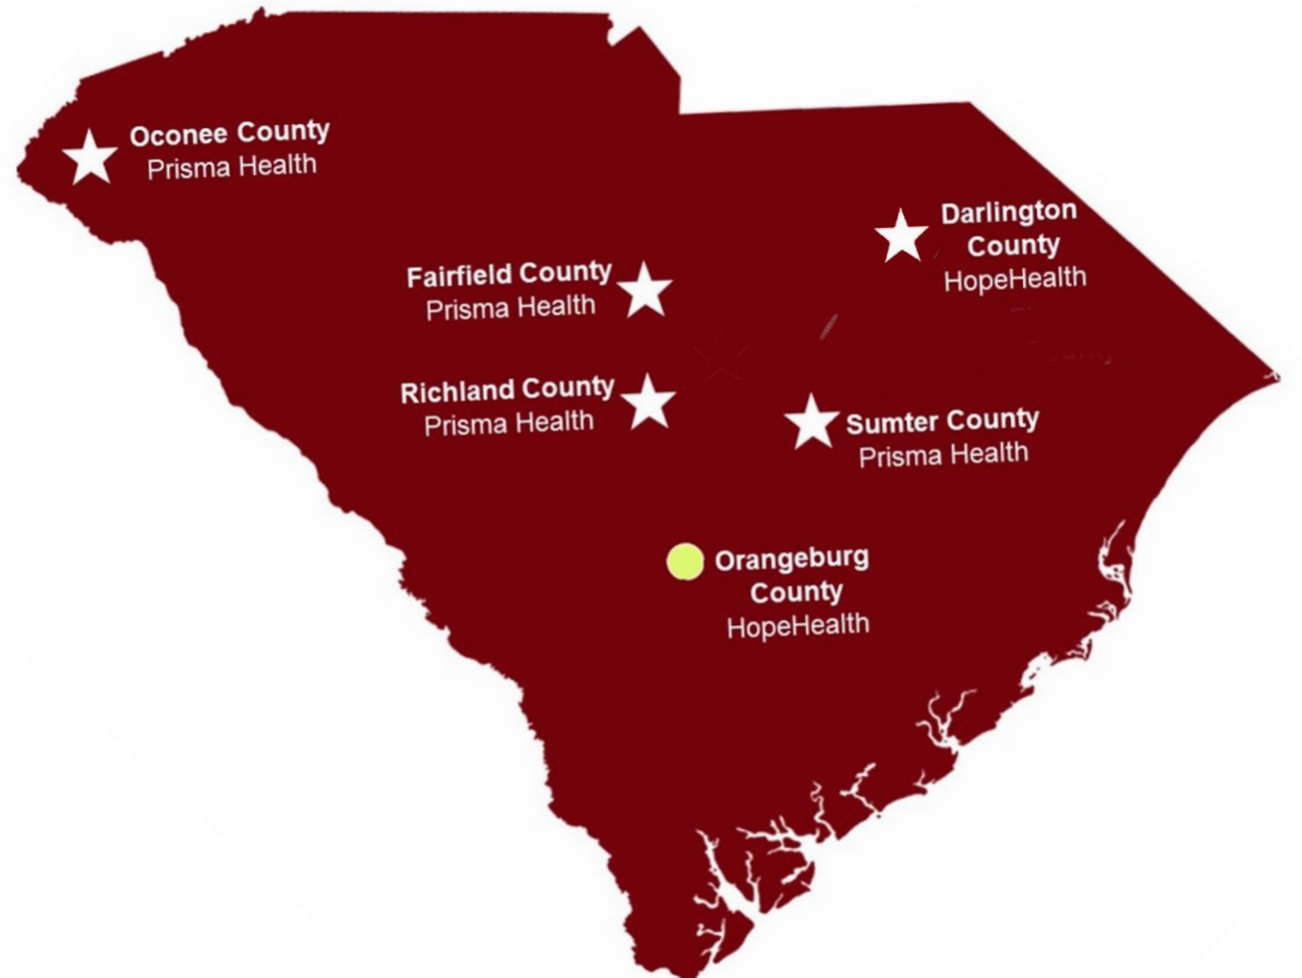 Oconee County
Prisma Health
Darlington
County
HopeHealth
Fairfield County
Prisma Health
Richland County
Prisma Health
Sumter County
Prisma Health
Orangeburg
County
HopeHealth